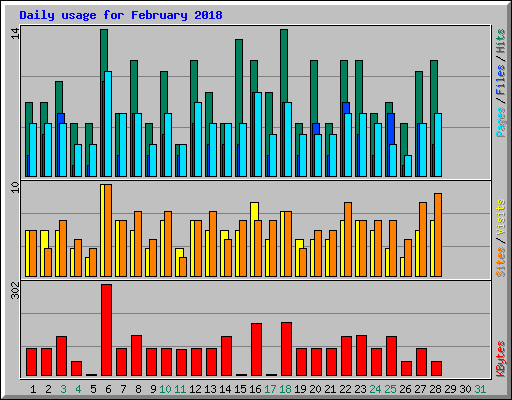 Daily usage for February 2018
14
Pages / Files / Hits
10
Sites / Visits
302
KBytes
1 2 3 4 5 6 7 8 9 10 11 12 13 14 15 16 17 18 19 20 21 22 23 24 25 26 27 28 29 30 31